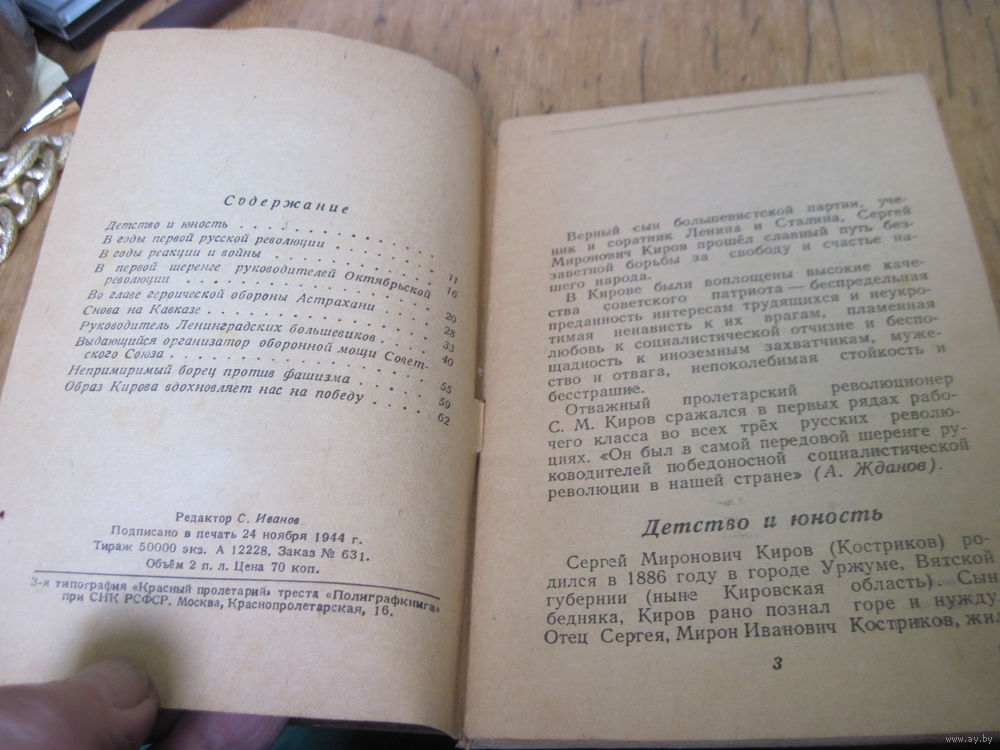 Содержание
Детство и юность . . . . . . . . . .
В годы первой русской революции . . . . . .
В годы реакции и войны . . . . . . . . . 11
В первой шеренге руководителей Октябрьской 16
революции . . . . . . . . . . . .
Во главе героической обороны Астрахани . . . 20
Снова на Кавказе . . . . . . . . . . 28
Руководитель Ленинградских большевиков . . . 33
Выдающийся организатор оборонной мощи Совет- 40
ского Союза . . . . . . . . . . .
Непримиримый борец против фашизма . . . . 55
Образ Кирова вдохновляет нас на победу . . . 59
62
Редактор С. Иванов
Подписано в печать 24 ноября 1944 г.
Тираж 50000 экз. А 12228. Заказ № 631.
Объём 2 п. л. Цена 70 коп.
3-я типография «Красный пролетарий» треста «Полиграфкнига»
при СНК РСФСР. Москва, Краснопролетарская, 16.
Верный сын большевистской партии, уче-
ник и соратник Ленина и Сталина, Сергей
Миронович Киров прошёл славный путь без-
заветной борьбы за свободу и счастье на-
шего народа.
В Кирове были воплощены высокие каче-
ства советского патриота — беспредельная
преданность интересам трудящихся и неукро-
тимая ненависть к их врагам, пламенная
любовь к социалистической отчизне и беспо-
щадность к иноземным захватчикам, муже-
ство и отвага, непоколебимая стойкость и
бесстрашие.
Отважный пролетарский революционер
С. М. Киров сражался в первых рядах рабо-
чего класса во всех трёх русских револю-
циях. «Он был в самой передовой шеренге ру-
ководителей победоносной социалистической
революции в нашей стране» (А. Жданов).
Детство и юность
Сергей Миронович Киров (Костриков) ро-
дился в 1886 году в городе Уржуме, Вятской
губернии (ныне Кировская область). Сын
бедняка, Киров рано познал горе и нужду.
Отец Сергея, Мирон Иванович Костриков, жил
3
www.ay.by